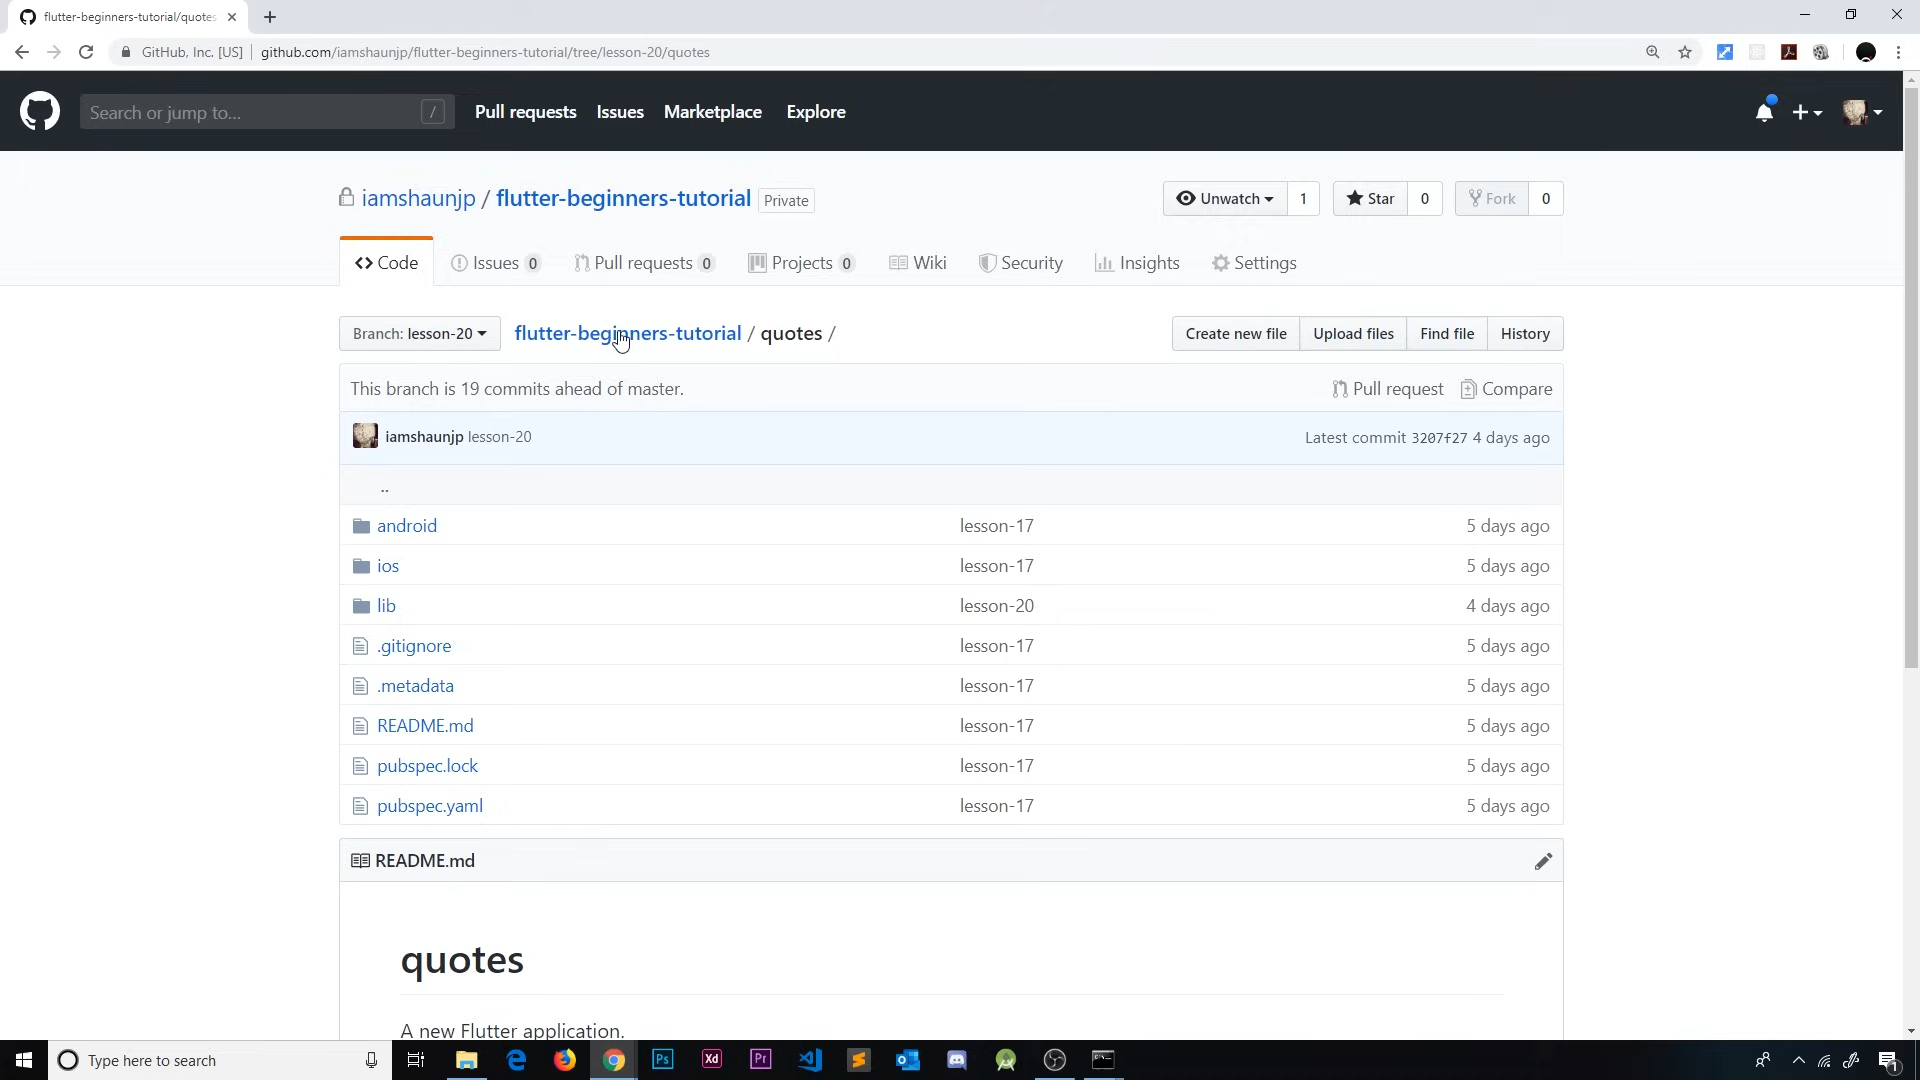 flutter-beginners-tutorial/quotes
GitHub, Inc. [US] | github.com/iamshaunjp/flutter-beginners-tutorial/tree/lesson-20/quotes
Search or jump to... / Pull requests Issues Marketplace Explore
iamshaunjp / flutter-beginners-tutorial Private Unwatch 1 Star 0 Fork 0
Code Issues 0 Pull requests 0 Projects 0 Wiki Security Insights Settings
Branch: lesson-20 flutter-beginners-tutorial / quotes / Create new file Upload files Find file History
This branch is 19 commits ahead of master. Pull request Compare
iamshaunjp lesson-20 Latest commit 3207f27 4 days ago
..
android lesson-17 5 days ago
ios lesson-17 5 days ago
lib lesson-20 4 days ago
.gitignore lesson-17 5 days ago
.metadata lesson-17 5 days ago
README.md lesson-17 5 days ago
pubspec.lock lesson-17 5 days ago
pubspec.yaml lesson-17 5 days ago
README.md
quotes
A new Flutter application.
Type here to search Ps Xd Pr 1